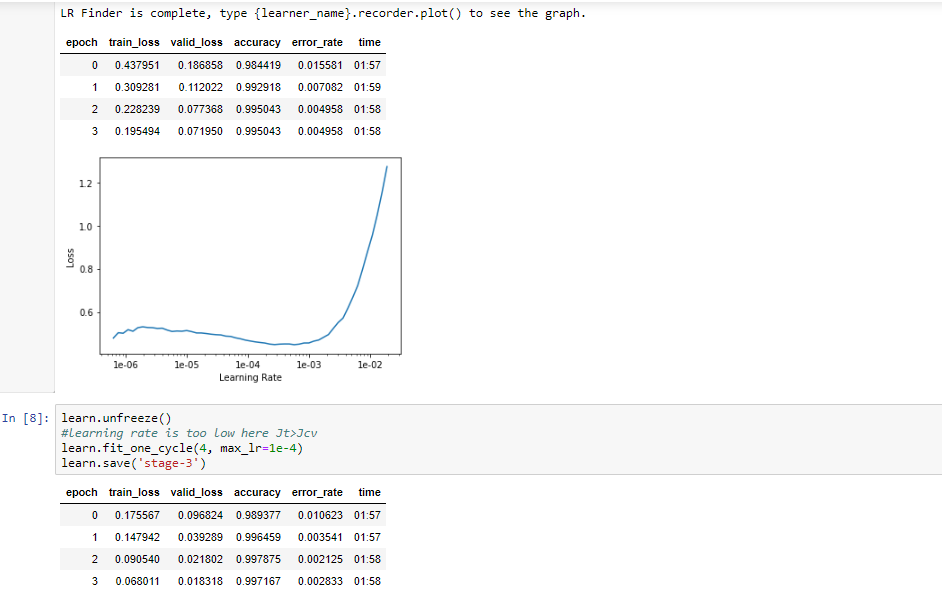 LR Finder is complete, type {learner_name}.recorder.plot() to see the graph.
epoch train_loss valid_loss accuracy error_rate time
0 0.437951 0.186858 0.984419 0.015581 01:57
1 0.309281 0.112022 0.992918 0.007082 01:59
2 0.228239 0.077368 0.995043 0.004958 01:58
3 0.195494 0.071950 0.995043 0.004958 01:58
1.2
1.0
0.8
0.6
Loss
1e-06 1e-05 1e-04 1e-03 1e-02
Learning Rate
In [8]: learn.unfreeze()
#learning rate is too low here Jt>Jcv
learn.fit_one_cycle(4, max_lr=1e-4)
learn.save('stage-3')
epoch train_loss valid_loss accuracy error_rate time
0 0.175567 0.096824 0.989377 0.010623 01:57
1 0.147942 0.039289 0.996459 0.003541 01:57
2 0.090540 0.021802 0.997875 0.002125 01:58
3 0.068011 0.018318 0.997167 0.002833 01:58